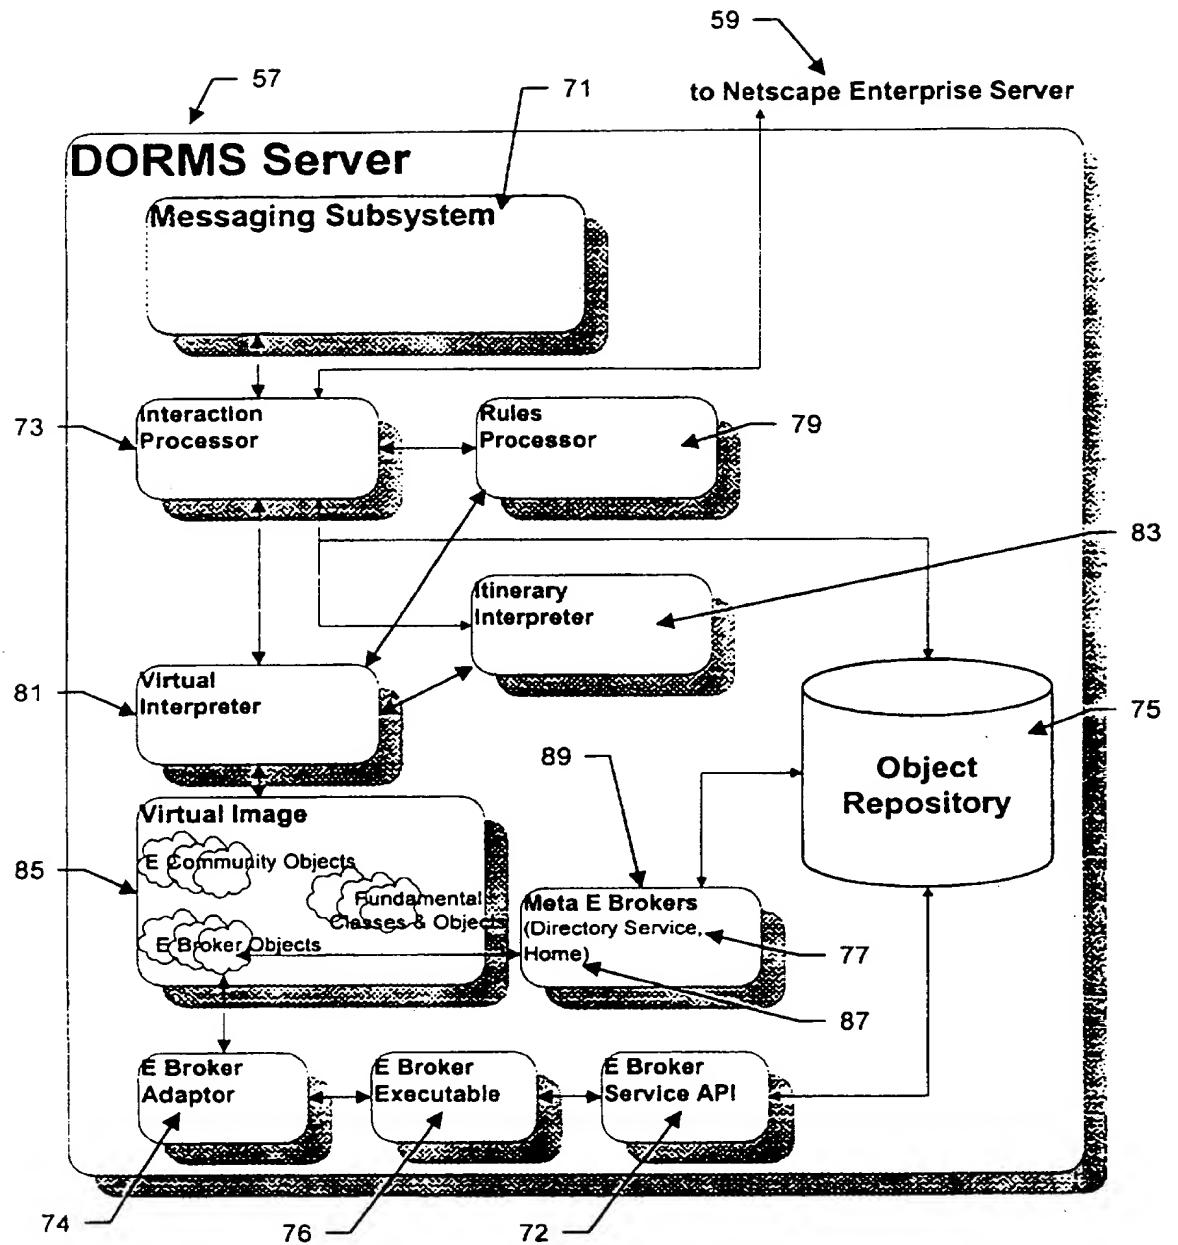 59
to Netscape Enterprise Server
57
71
DORMS Server
Messaging Subsystem
73
Interaction
Processor
Rules
Processor
79
83
Itinerary
Interpreter
81
Virtual
Interpreter
75
Object
Repository
89
Virtual Image
85
E Community Objects
Fundamental
Classes & Objects
E Broker Objects
Meta E Brokers
(Directory Service,
Home)
77
87
E Broker
Adaptor
E Broker
Executable
E Broker
Service API
74
76
72